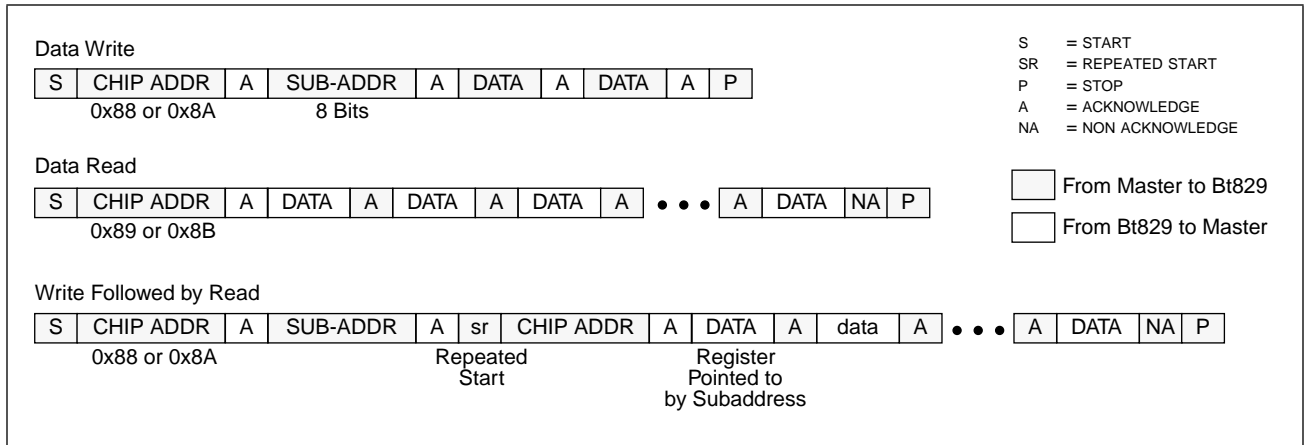 Data Write
S CHIP ADDR A SUB-ADDR A DATA A DATA A P
0x88 or 0x8A 8 Bits
S = START
SR = REPEATED START
P = STOP
A = ACKNOWLEDGE
NA = NON ACKNOWLEDGE
Data Read
S CHIP ADDR A DATA A DATA A DATA A • • • A DATA NA P
0x89 or 0x8B
From Master to Bt829
From Bt829 to Master
Write Followed by Read
S CHIP ADDR A SUB-ADDR A sr CHIP ADDR A DATA A data A • • • A DATA NA P
0x88 or 0x8A Repeated Register
Start Pointed to
by Subaddress